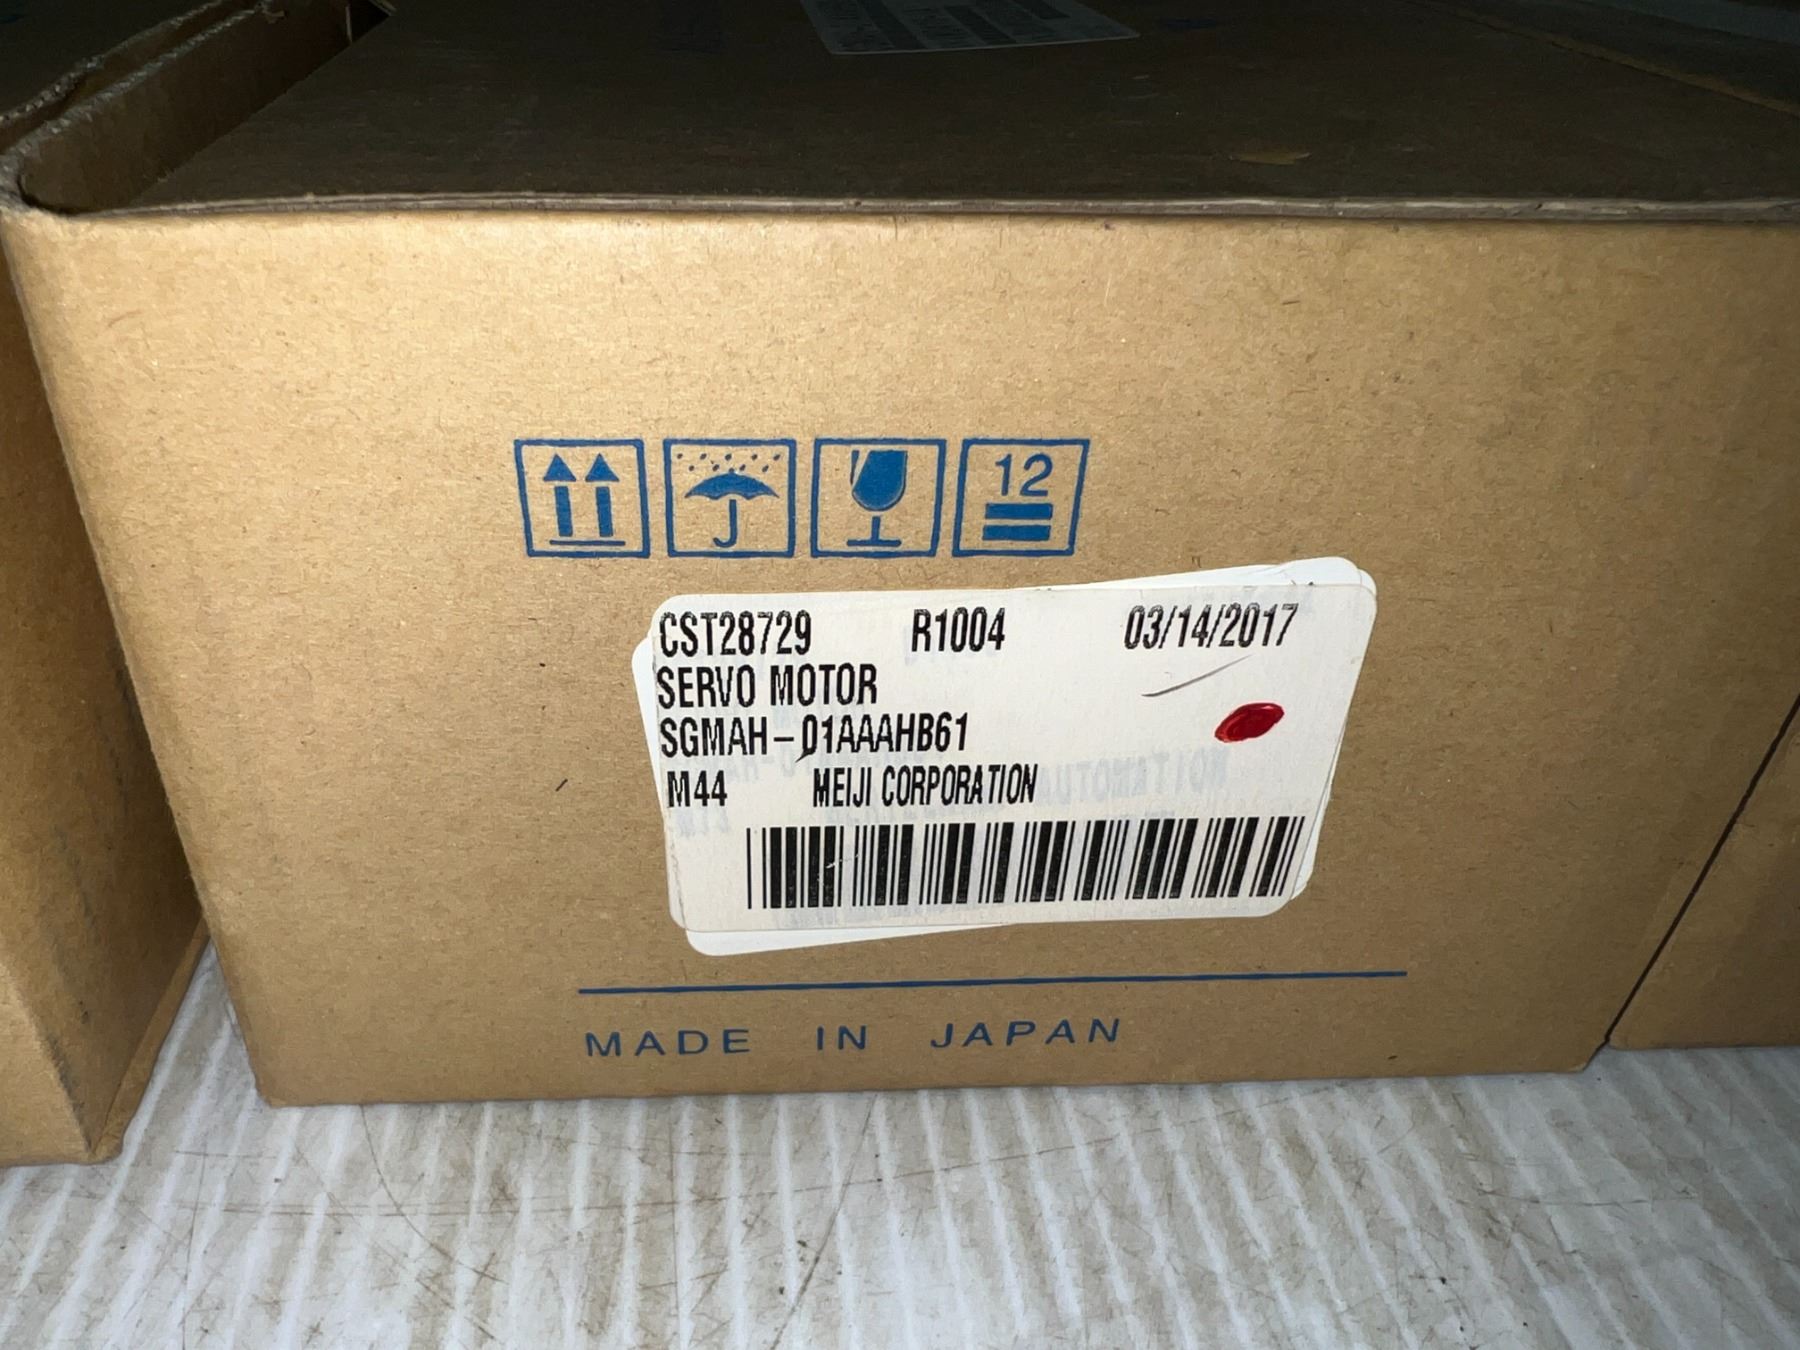 12
CST28729 R1004 03/14/2017
SERVO MOTOR
SGMAH-01AAAHB61
M44 MEIJI CORPORATION
MADE IN JAPAN